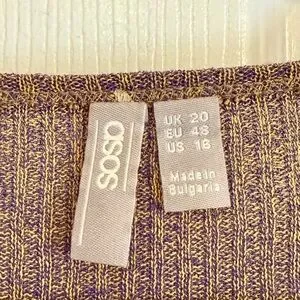 asos
UK 20
EU 48
US 16
Made in
Bulgaria